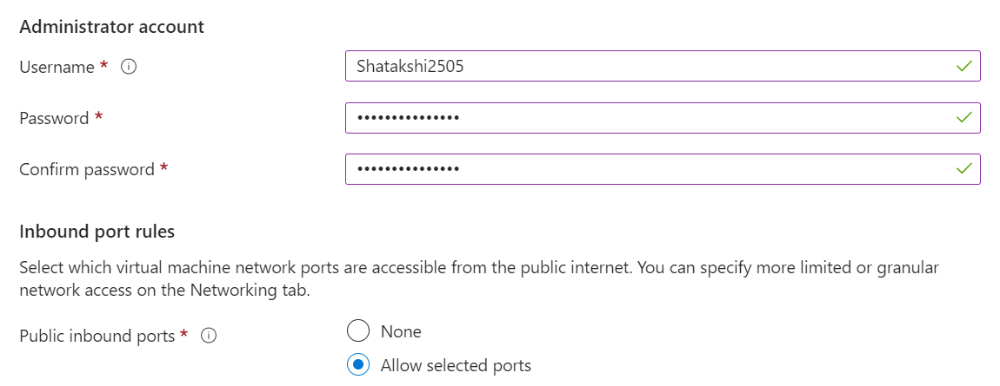 Administrator account
Username *
Shatakshi2505
Password *
•••••••••••••••
Confirm password *
•••••••••••••••
Inbound port rules
Select which virtual machine network ports are accessible from the public internet. You can specify more limited or granular
network access on the Networking tab.
Public inbound ports *
None
Allow selected ports